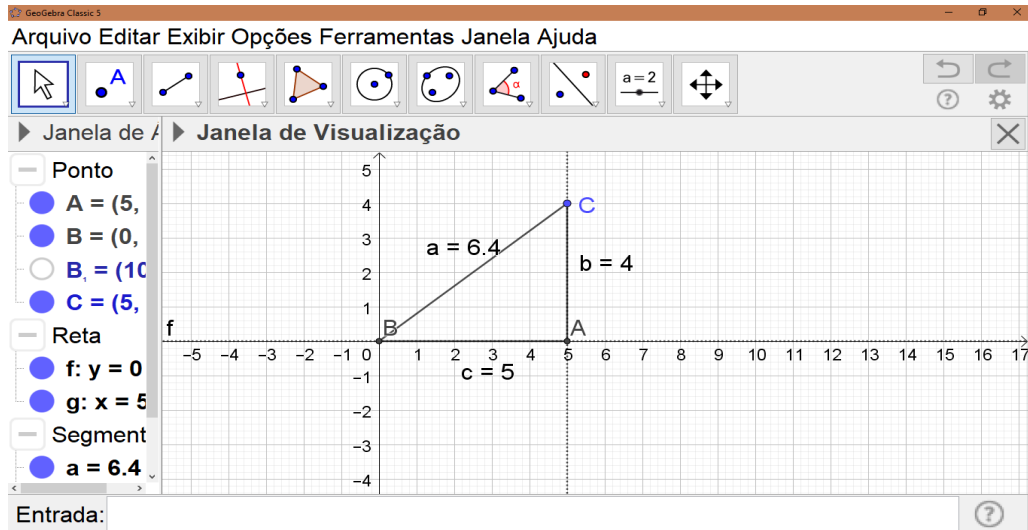 GeoGebra Classic 5
Arquivo Editar Exibir Opções Ferramentas Janela Ajuda
A
α
a=2
Janela de A
Janela de Visualização
Ponto
A = (5,
B = (0,
B₁ = (10
C = (5,
Reta
f: y = 0
g: x = 5
Segment
a = 6.4
5
4
C
3
a = 6.4
b = 4
2
1
f
B
A
−5 −4 −3 −2 −1 0 1 2 3 4 5 6 7 8 9 10 11 12 13 14 15 16 17
c = 5
−1
−2
−3
−4
Entrada: